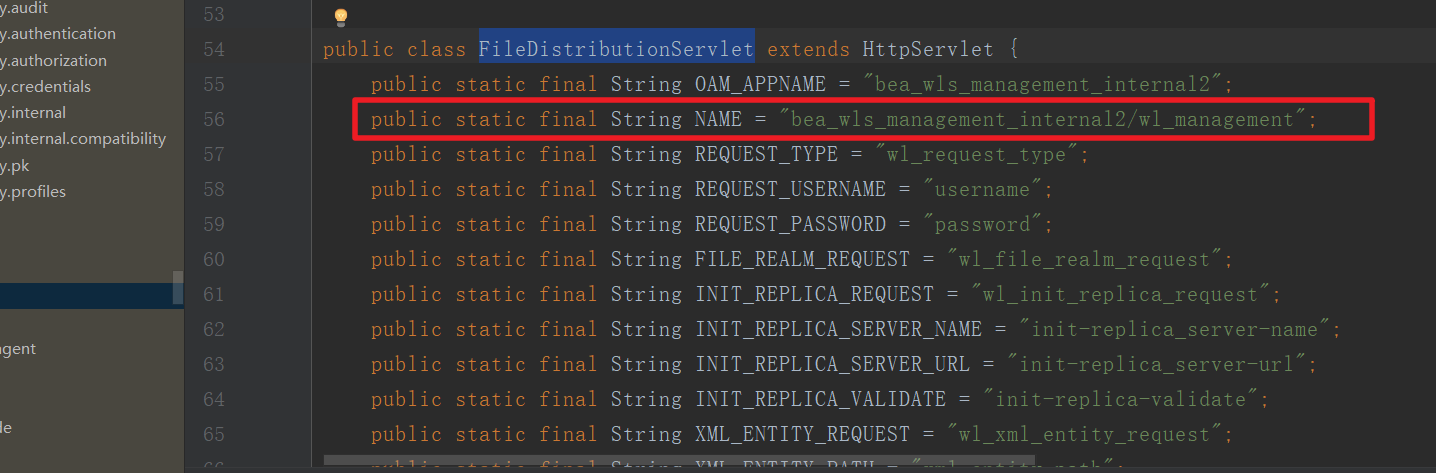 y.audit
y.authentication
y.authorization
y.credentials
y.internal
y.internal.compatibility
y.pk
y.profiles
agent
de
53
54 public class FileDistributionServlet extends HttpServlet {
55 public static final String OAM_APPNAME = "bea_wls_management_internal2";
56 public static final String NAME = "bea_wls_management_internal2/wl_management";
57 public static final String REQUEST_TYPE = "wl_request_type";
58 public static final String REQUEST_USERNAME = "username";
59 public static final String REQUEST_PASSWORD = "password";
60 public static final String FILE_REALM_REQUEST = "wl_file_realm_request";
61 public static final String INIT_REPLICA_REQUEST = "wl_init_replica_request";
62 public static final String INIT_REPLICA_SERVER_NAME = "init-replica_server-name";
63 public static final String INIT_REPLICA_SERVER_URL = "init-replica_server-url";
64 public static final String INIT_REPLICA_VALIDATE = "init-replica-validate";
65 public static final String XML_ENTITY_REQUEST = "wl_xml_entity_request";